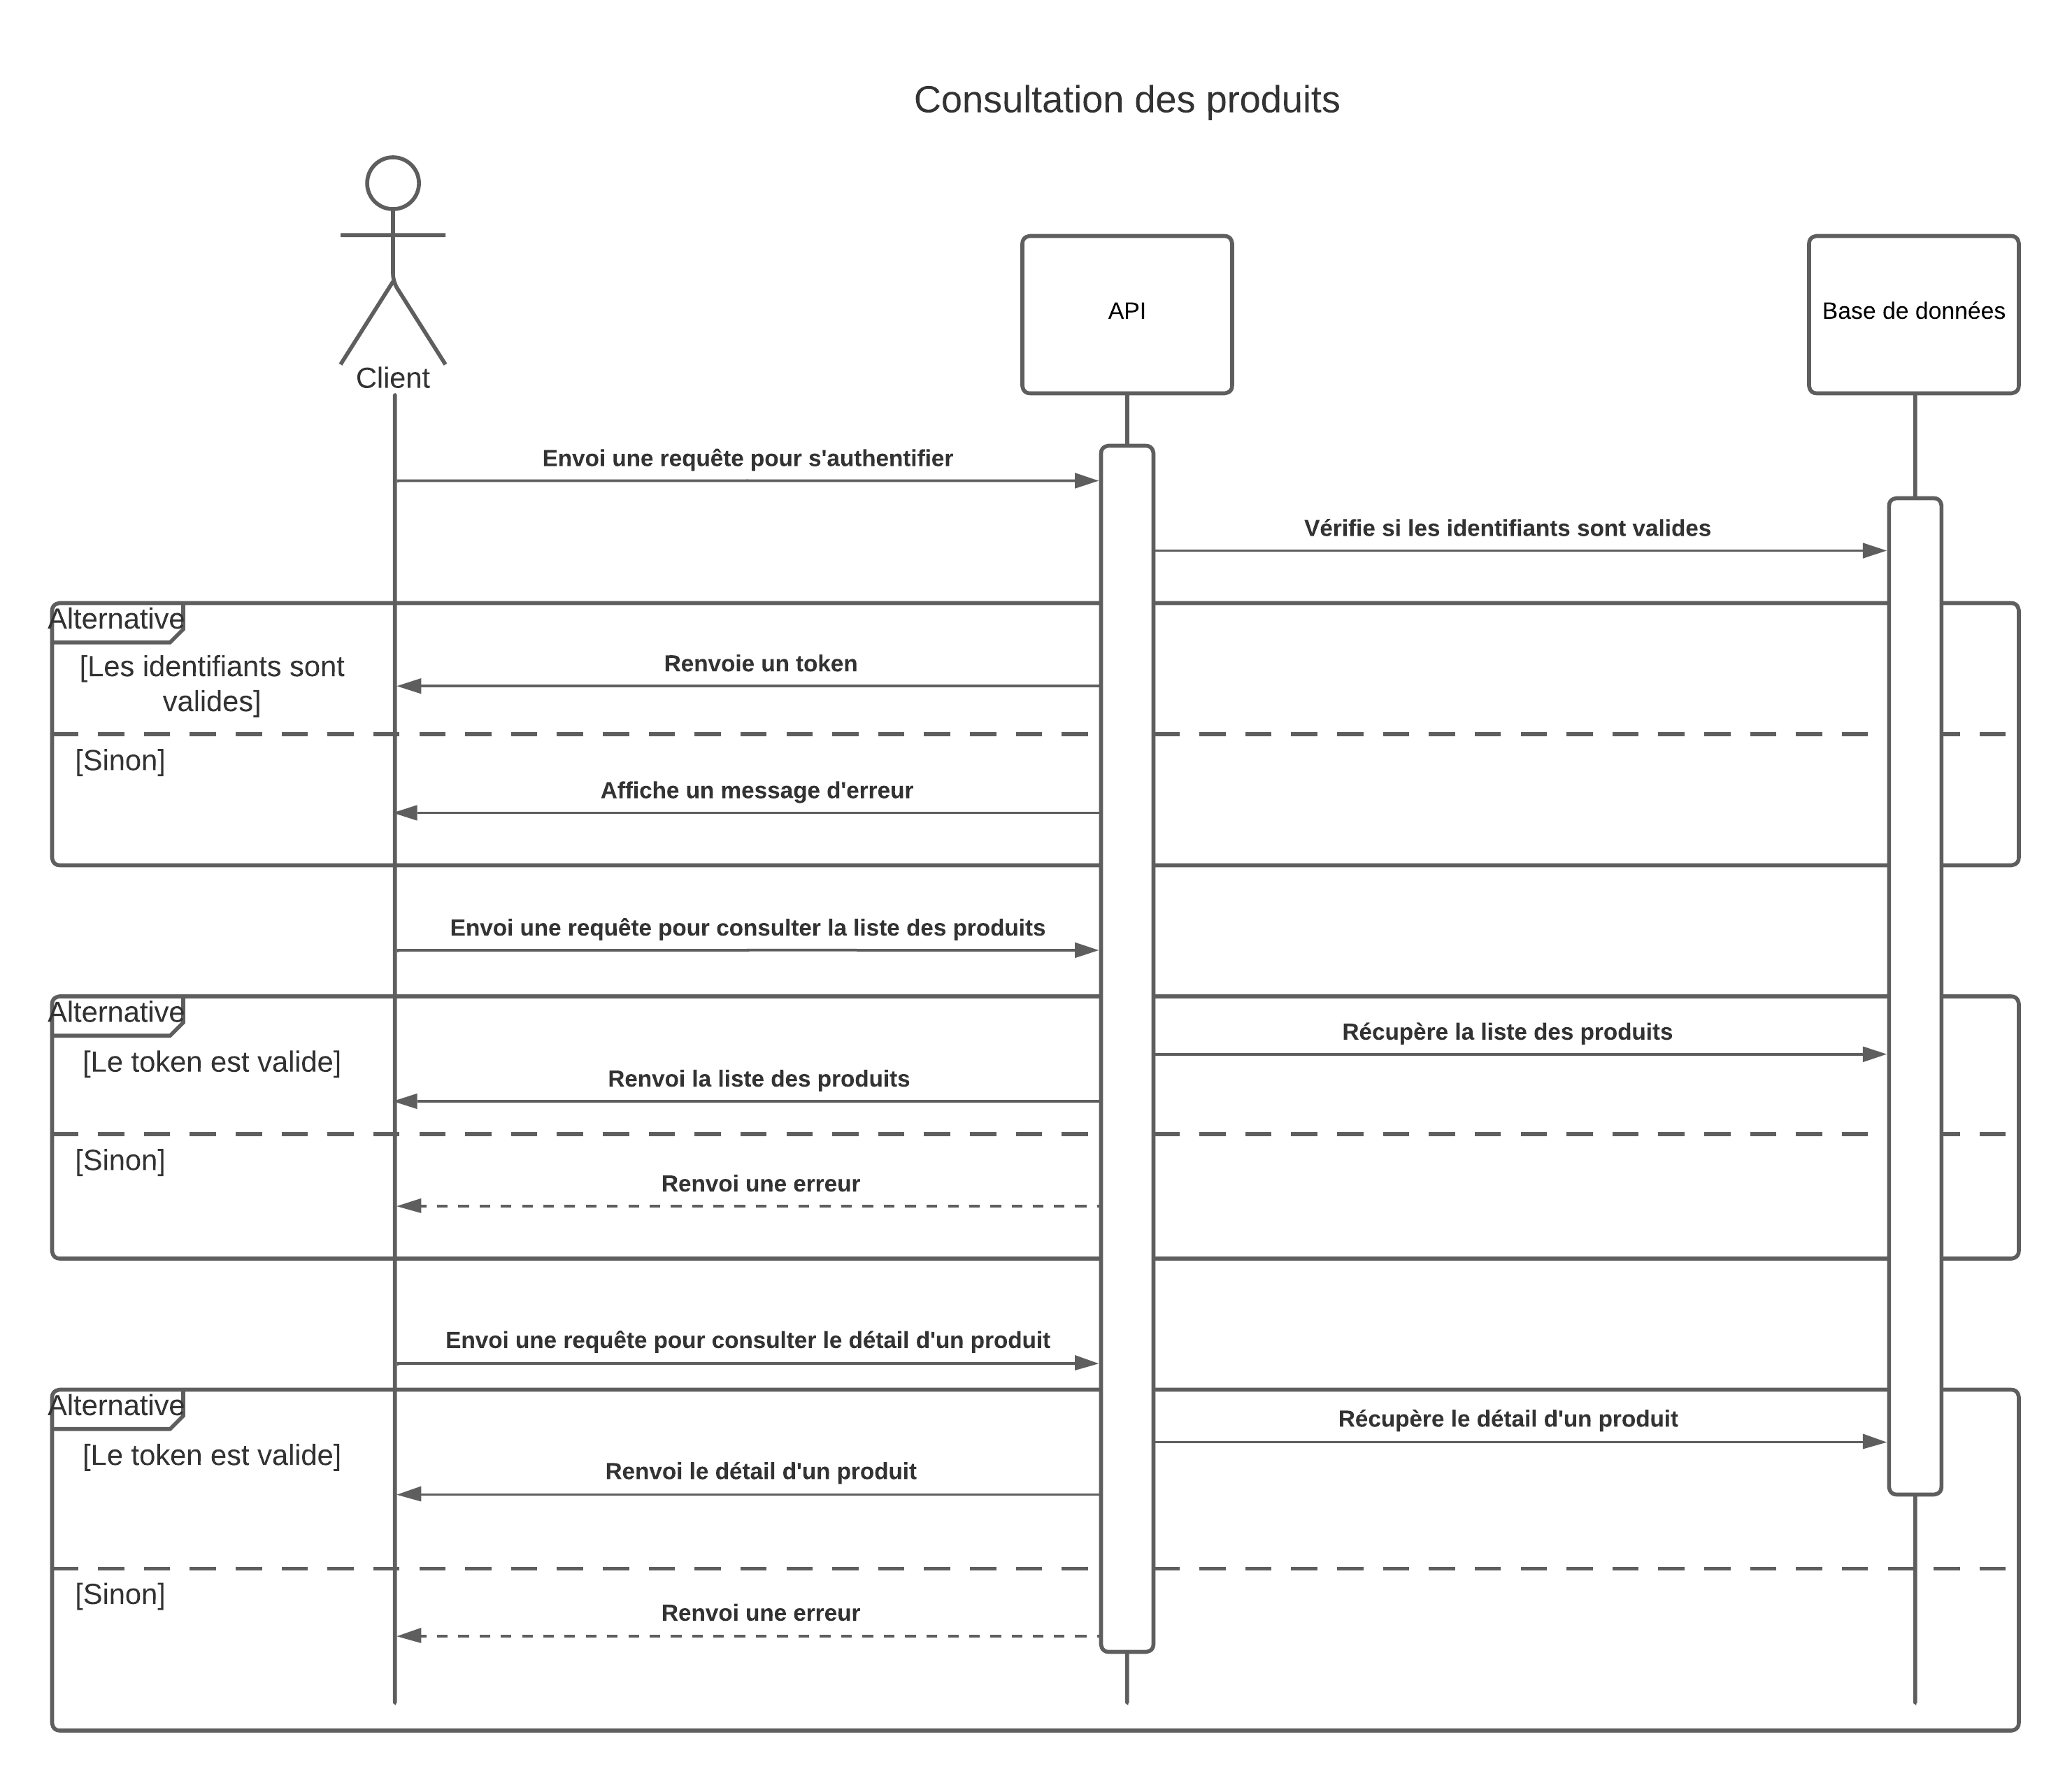 Consultation des produits
Client
API
Base de données
Envoi une requête pour s'authentifier
Vérifie si les identifiants sont valides
Alternative
[Les identifiants sont
valides]
Renvoie un token
[Sinon]
Affiche un message d'erreur
Envoi une requête pour consulter la liste des produits
Alternative
Récupère la liste des produits
[Le token est valide]
Renvoi la liste des produits
[Sinon]
Renvoi une erreur
Envoi une requête pour consulter le détail d'un produit
Alternative
Récupère le détail d'un produit
[Le token est valide]
Renvoi le détail d'un produit
[Sinon]
Renvoi une erreur